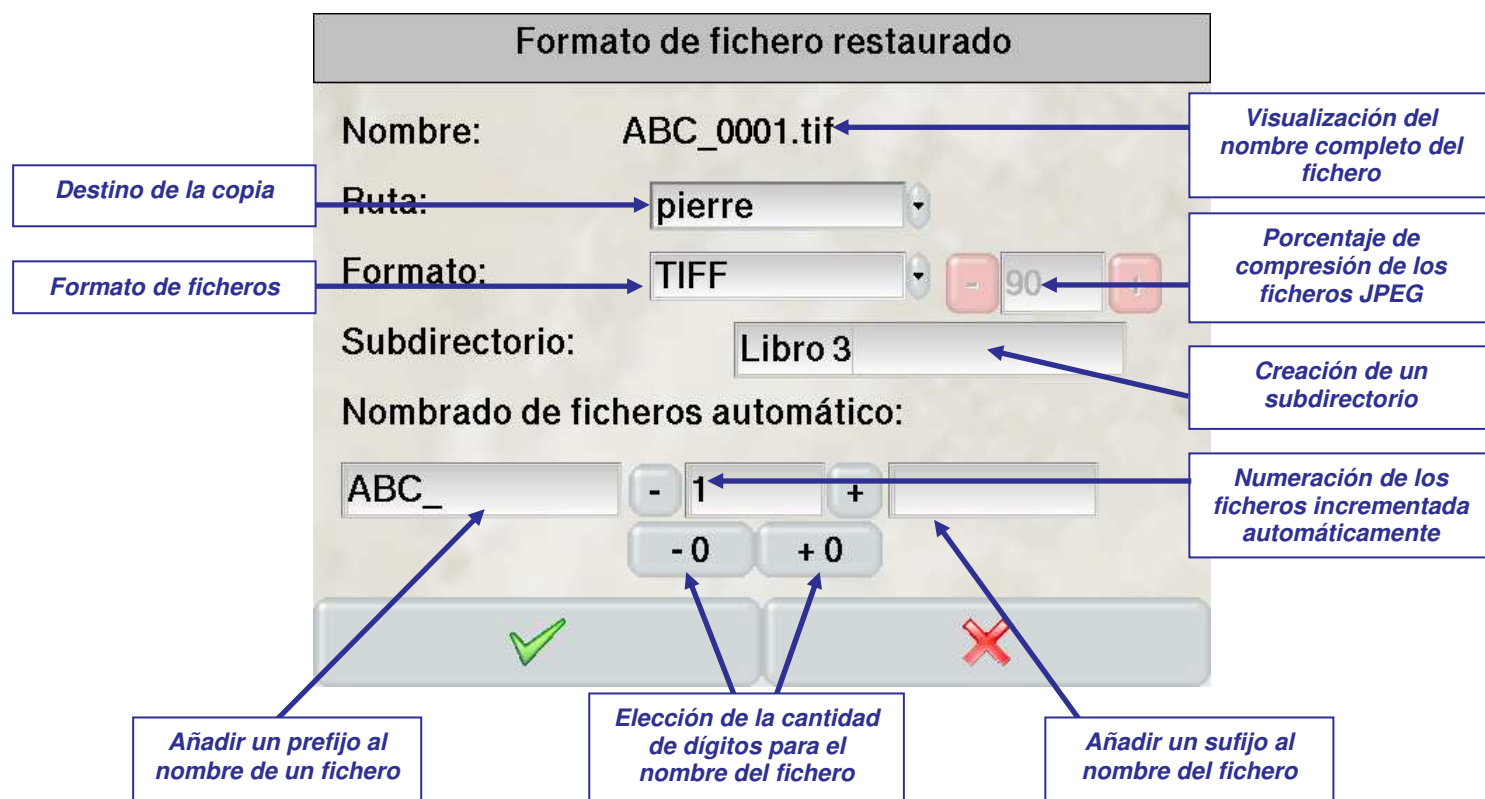 Formato de fichero restaurado
Nombre: ABC_0001.tif
Visualización del
nombre completo del
fichero
Destino de la copia
Ruta: pierre
Porcentaje de
compresión de los
ficheros JPEG
Formato de ficheros
Formato: TIFF - 90 +
Subdirectorio: Libro 3
Creación de un
subdirectorio
Nombrado de ficheros automático:
ABC_ - 1 +
Numeración de los
ficheros incrementada
automáticamente
- 0 + 0
Añadir un prefijo al
nombre de un fichero
Elección de la cantidad
de dígitos para el
nombre del fichero
Añadir un sufijo al
nombre del fichero